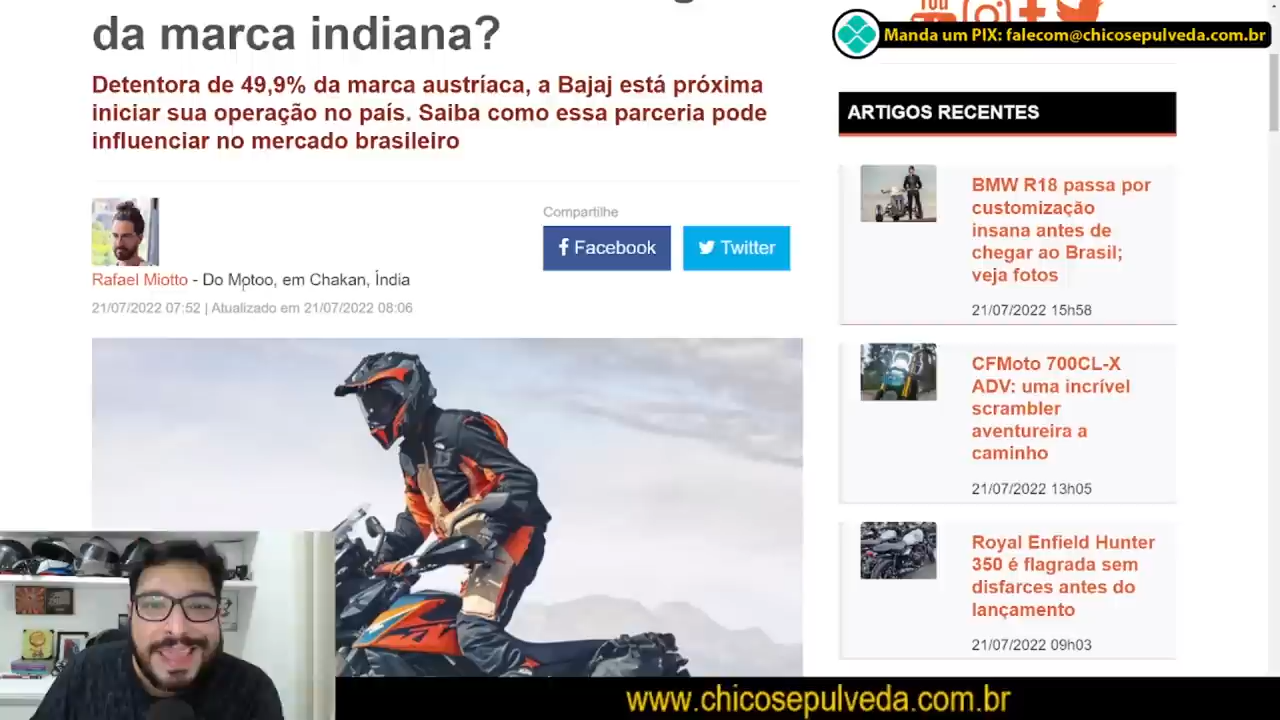 da marca indiana?
Detentora de 49,9% da marca austríaca, a Bajaj está próxima
iniciar sua operação no país. Saiba como essa parceria pode
influenciar no mercado brasileiro
Compartilhe
Facebook
Twitter
Rafael Miotto - Do Motoo, em Chakan, Índia
21/07/2022 07:52 | Atualizado em 21/07/2022 08:06
Manda um PIX: falecom@chicosepulveda.com.br
ARTIGOS RECENTES
BMW R18 passa por
customização
insana antes de
chegar ao Brasil;
veja fotos
21/07/2022 15h58
CFMoto 700CL-X
ADV: uma incrível
scrambler
aventureira a
caminho
21/07/2022 13h05
Royal Enfield Hunter
350 é flagrada sem
disfarces antes do
lançamento
21/07/2022 09h03
www.chicosepulveda.com.br